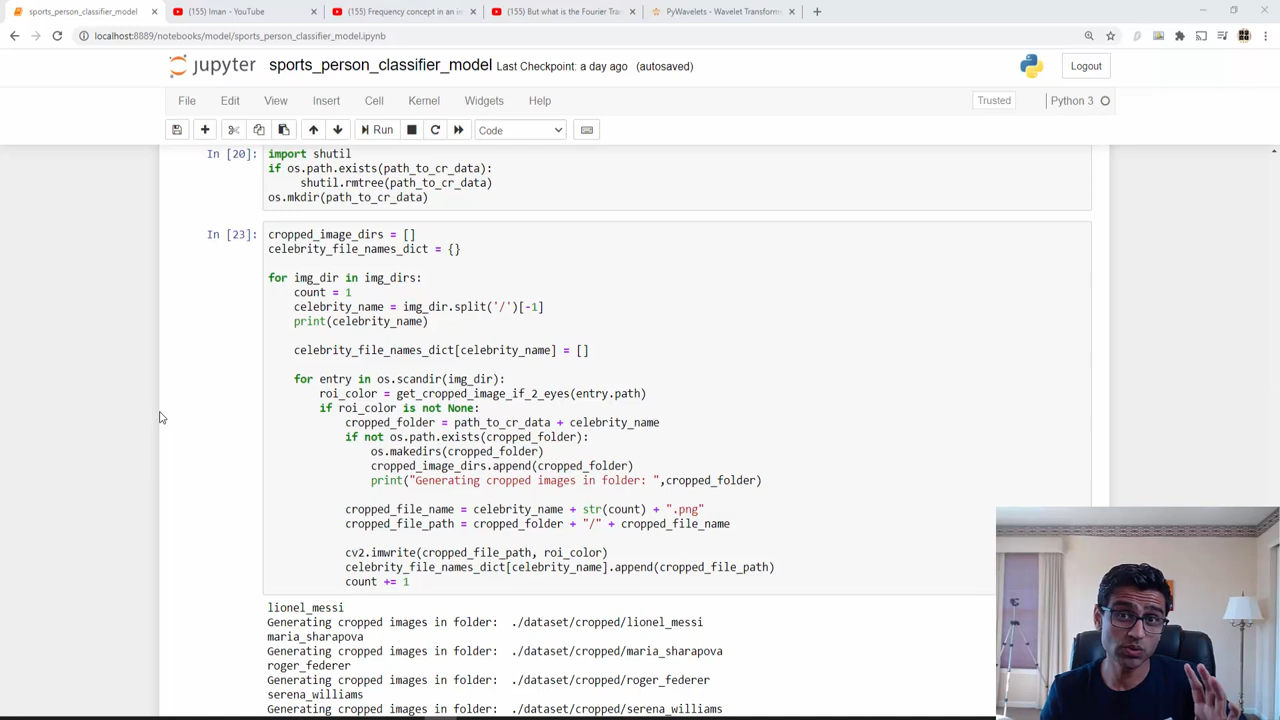 sports_person_classifier_model
(155) Iman - YouTube
(155) Frequency concept in an i
(155) But what is the Fourier Tra
PyWavelets - Wavelet Transform
localhost:8889/notebooks/model/sports_person_classifier_model.ipynb
jupyter sports_person_classifier_model Last Checkpoint: a day ago (autosaved)
Logout
File Edit View Insert Cell Kernel Widgets Help
Trusted Python 3
Run Code
In [20]: import shutil
if os.path.exists(path_to_cr_data):
shutil.rmtree(path_to_cr_data)
os.mkdir(path_to_cr_data)
In [23]: cropped_image_dirs = []
celebrity_file_names_dict = {}
for img_dir in img_dirs:
count = 1
celebrity_name = img_dir.split('/')[-1]
print(celebrity_name)
celebrity_file_names_dict[celebrity_name] = []
for entry in os.scandir(img_dir):
roi_color = get_cropped_image_if_2_eyes(entry.path)
if roi_color is not None:
cropped_folder = path_to_cr_data + celebrity_name
if not os.path.exists(cropped_folder):
os.makedirs(cropped_folder)
cropped_image_dirs.append(cropped_folder)
print("Generating cropped images in folder: ",cropped_folder)
cropped_file_name = celebrity_name + str(count) + ".png"
cropped_file_path = cropped_folder + "/" + cropped_file_name
cv2.imwrite(cropped_file_path, roi_color)
celebrity_file_names_dict[celebrity_name].append(cropped_file_path)
count += 1
lionel_messi
Generating cropped images in folder:  ./dataset/cropped/lionel_messi
maria_sharapova
Generating cropped images in folder:  ./dataset/cropped/maria_sharapova
roger_federer
Generating cropped images in folder:  ./dataset/cropped/roger_federer
serena_williams
Generating cropped images in folder:  ./dataset/cropped/serena_williams